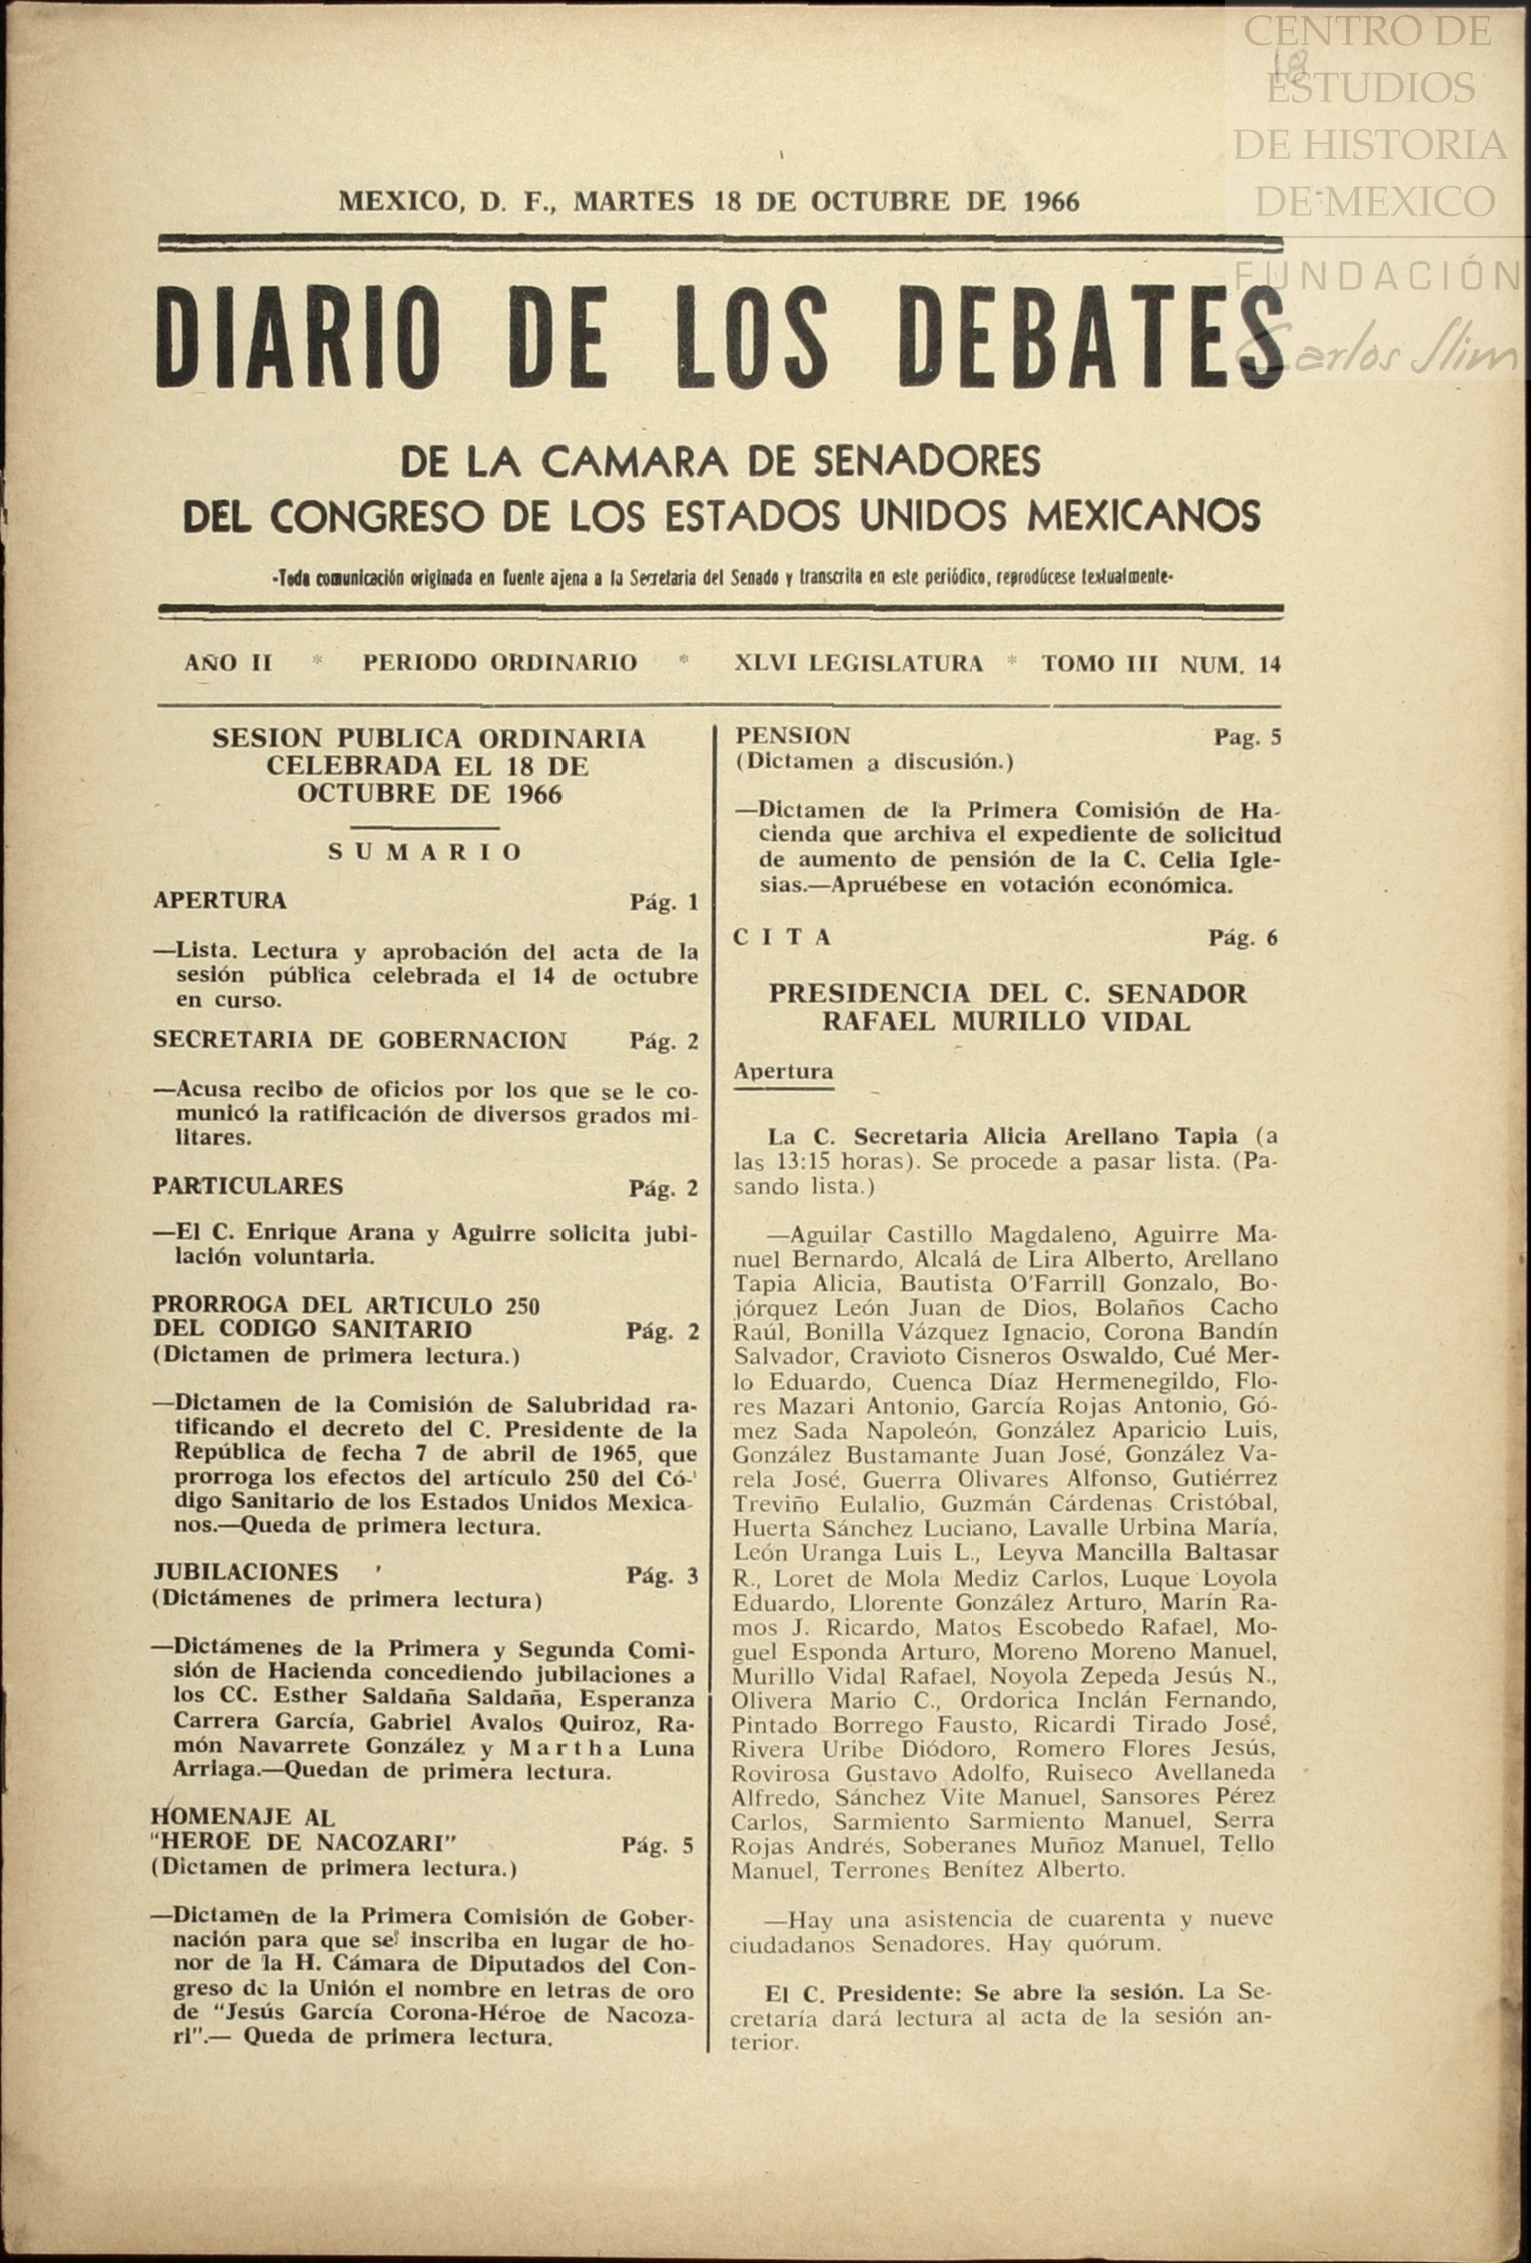 CENTRO DE
ESTUDIOS
DE HISTORIA
DE MEXICO
FUNDACIÓN
Carlos Slim
18
MEXICO, D. F., MARTES 18 DE OCTUBRE DE 1966
DIARIO DE LOS DEBATES
DE LA CAMARA DE SENADORES
DEL CONGRESO DE LOS ESTADOS UNIDOS MEXICANOS
-Toda comunicación originada en fuente ajena a la Secretaria del Senado y transcrita en este periódico, reprodúcese textualmente-
AÑO II * PERIODO ORDINARIO * XLVI LEGISLATURA * TOMO III NUM. 14
SESION PUBLICA ORDINARIA
CELEBRADA EL 18 DE
OCTUBRE DE 1966
SUMARIO
APERTURA Pág. 1
—Lista. Lectura y aprobación del acta de la
sesión pública celebrada el 14 de octubre
en curso.
SECRETARIA DE GOBERNACION Pág. 2
—Acusa recibo de oficios por los que se le co-
municó la ratificación de diversos grados mi-
litares.
PARTICULARES Pág. 2
—El C. Enrique Arana y Aguirre solicita jubi-
lación voluntaria.
PRORROGA DEL ARTICULO 250
DEL CODIGO SANITARIO Pág. 2
(Dictamen de primera lectura.)
—Dictamen de la Comisión de Salubridad ra-
tificando el decreto del C. Presidente de la
República de fecha 7 de abril de 1965, que
prorroga los efectos del artículo 250 del Có-
digo Sanitario de los Estados Unidos Mexica-
nos.—Queda de primera lectura.
JUBILACIONES Pág. 3
(Dictámenes de primera lectura)
—Dictámenes de la Primera y Segunda Comi-
sión de Hacienda concediendo jubilaciones a
los CC. Esther Saldaña Saldaña, Esperanza
Carrera García, Gabriel Avalos Quiroz, Ra-
món Navarrete González y Martha Luna
Arriaga.—Quedan de primera lectura.
HOMENAJE AL
"HEROE DE NACOZARI" Pág. 5
(Dictamen de primera lectura.)
—Dictamen de la Primera Comisión de Gober-
nación para que se inscriba en lugar de ho-
nor de la H. Cámara de Diputados del Con-
greso de la Unión el nombre en letras de oro
de "Jesús García Corona-Héroe de Nacoza-
ri".— Queda de primera lectura.
PENSION Pag. 5
(Dictamen a discusión.)
—Dictamen de la Primera Comisión de Ha-
cienda que archiva el expediente de solicitud
de aumento de pensión de la C. Celia Igle-
sias.—Apruébese en votación económica.
CITA Pág. 6
PRESIDENCIA DEL C. SENADOR
RAFAEL MURILLO VIDAL
Apertura
La C. Secretaria Alicia Arellano Tapia (a
las 13:15 horas). Se procede a pasar lista. (Pa-
sando lista.)
—Aguilar Castillo Magdaleno, Aguirre Ma-
nuel Bernardo, Alcalá de Lira Alberto, Arellano
Tapia Alicia, Bautista O'Farrill Gonzalo, Bo-
jórquez León Juan de Dios, Bolaños Cacho
Raúl, Bonilla Vázquez Ignacio, Corona Bandín
Salvador, Cravioto Cisneros Oswaldo, Cué Mer-
lo Eduardo, Cuenca Díaz Hermenegildo, Flo-
res Mazari Antonio, García Rojas Antonio, Gó-
mez Sada Napoleón, González Aparicio Luis,
González Bustamante Juan José, González Va-
rela José, Guerra Olivares Alfonso, Gutiérrez
Treviño Eulalio, Guzmán Cárdenas Cristóbal,
Huerta Sánchez Luciano, Lavalle Urbina María,
León Uranga Luis L., Leyva Mancilla Baltasar
R., Loret de Mola Mediz Carlos, Luque Loyola
Eduardo, Llorente González Arturo, Marín Ra-
mos J. Ricardo, Matos Escobedo Rafael, Mo-
guel Esponda Arturo, Moreno Moreno Manuel,
Murillo Vidal Rafael, Noyola Zepeda Jesús N.,
Olivera Mario C., Ordorica Inclán Fernando,
Pintado Borrego Fausto, Ricardi Tirado José,
Rivera Uribe Diódoro, Romero Flores Jesús,
Rovirosa Gustavo Adolfo, Ruiseco Avellaneda
Alfredo, Sánchez Vite Manuel, Sansores Pérez
Carlos, Sarmiento Sarmiento Manuel, Serra
Rojas Andrés, Soberanes Muñoz Manuel, Tello
Manuel, Terrones Benítez Alberto.
—Hay una asistencia de cuarenta y nueve
ciudadanos Senadores. Hay quórum.
El C. Presidente: Se abre la sesión. La Se-
cretaría dará lectura al acta de la sesión an-
terior.